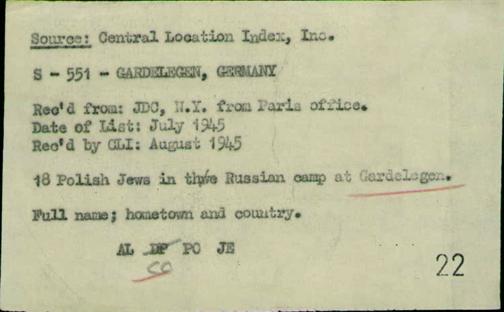 Source: Central Location Index, Inc.
S - 551 - GARDELEGEN, GERMANY
Rec'd from: JDC, N.Y. from Paris office.
Date of List: July 1945
Rec'd by CLI: August 1945
18 Polish Jews in the Russian camp at Gardelegen.
Full name; hometown and country.
AL DP PO JE
CO
22